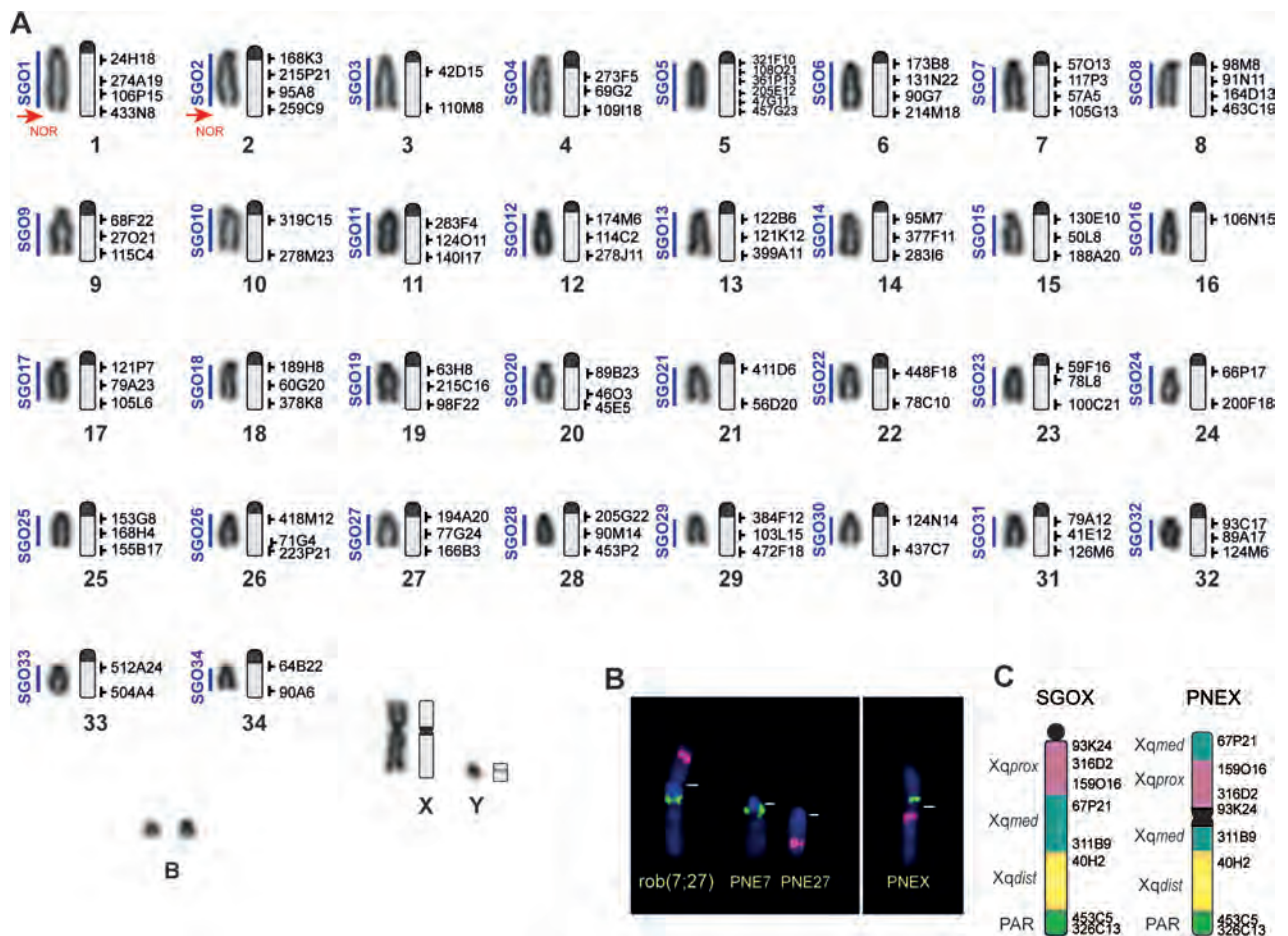 A
SGO1
24H18
274A19
106P15
433N8
NOR
1
SGO2
168K3
215P21
95A8
259C9
NOR
2
SGO3
42D15
110M8
3
SGO4
273F5
69G2
109I18
4
SGO5
321F10
108O21
361P13
205E12
47G11
457G23
5
SGO6
173B8
131N22
90G7
214M18
6
SGO7
57O13
117P3
57A5
105G13
7
SGO8
98M8
91N11
164D13
463C19
8
SGO9
68F22
27O21
115C4
9
SGO10
319C15
278M23
10
SGO11
283F4
124O11
140I17
11
SGO12
174M6
114C2
278J11
12
SGO13
122B6
121K12
399A11
13
SGO14
95M7
377F11
283I6
14
SGO15
130E10
50L8
188A20
15
SGO16
106N15
16
SGO17
121P7
79A23
105L6
17
SGO18
189H8
60G20
378K8
18
SGO19
63H8
215C16
98F22
19
SGO20
89B23
46O3
45E5
20
SGO21
411D6
56D20
21
SGO22
448F18
78C10
22
SGO23
59F16
78L8
100C21
23
SGO24
66P17
200F18
24
SGO25
153G8
168H4
155B17
25
SGO26
418M12
71G4
223P21
26
SGO27
194A20
77G24
166B3
27
SGO28
205G22
90M14
453P2
28
SGO29
384F12
103L15
472F18
29
SGO30
124N14
437C7
30
SGO31
79A12
41E12
126M6
31
SGO32
93C17
89A17
124M6
32
SGO33
512A24
504A4
33
SGO34
64B22
90A6
34
X
Y
B
B
rob(7;27)
PNE7
PNE27
PNEX
C
SGOX
Xqprox
Xqmed
Xqdist
PAR
93K24
316D2
159O16
67P21
311B9
40H2
453C5
326C13
PNEX
Xqmed
Xqprox
Xqmed
Xqdist
PAR
67P21
159O16
316D2
93K24
311B9
40H2
453C5
326C13